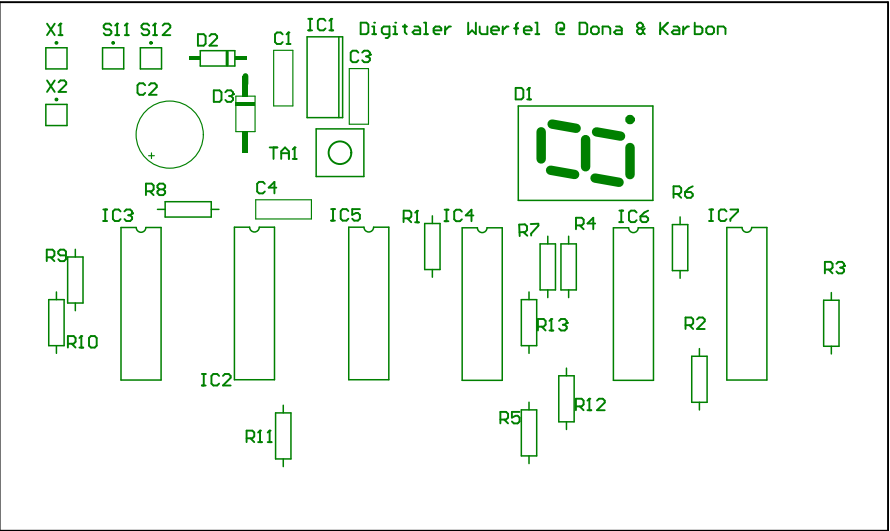 X1
S11
S12
D2
C1
IC1
Digitaler Wuerfel @ Dona & Karbon
C3
X2
C2
D3
D1
TA1
R8
C4
R6
IC3
IC5
R1
IC4
R7
R4
IC6
IC7
R9
R3
R10
R13
R2
IC2
R12
R5
R11
+